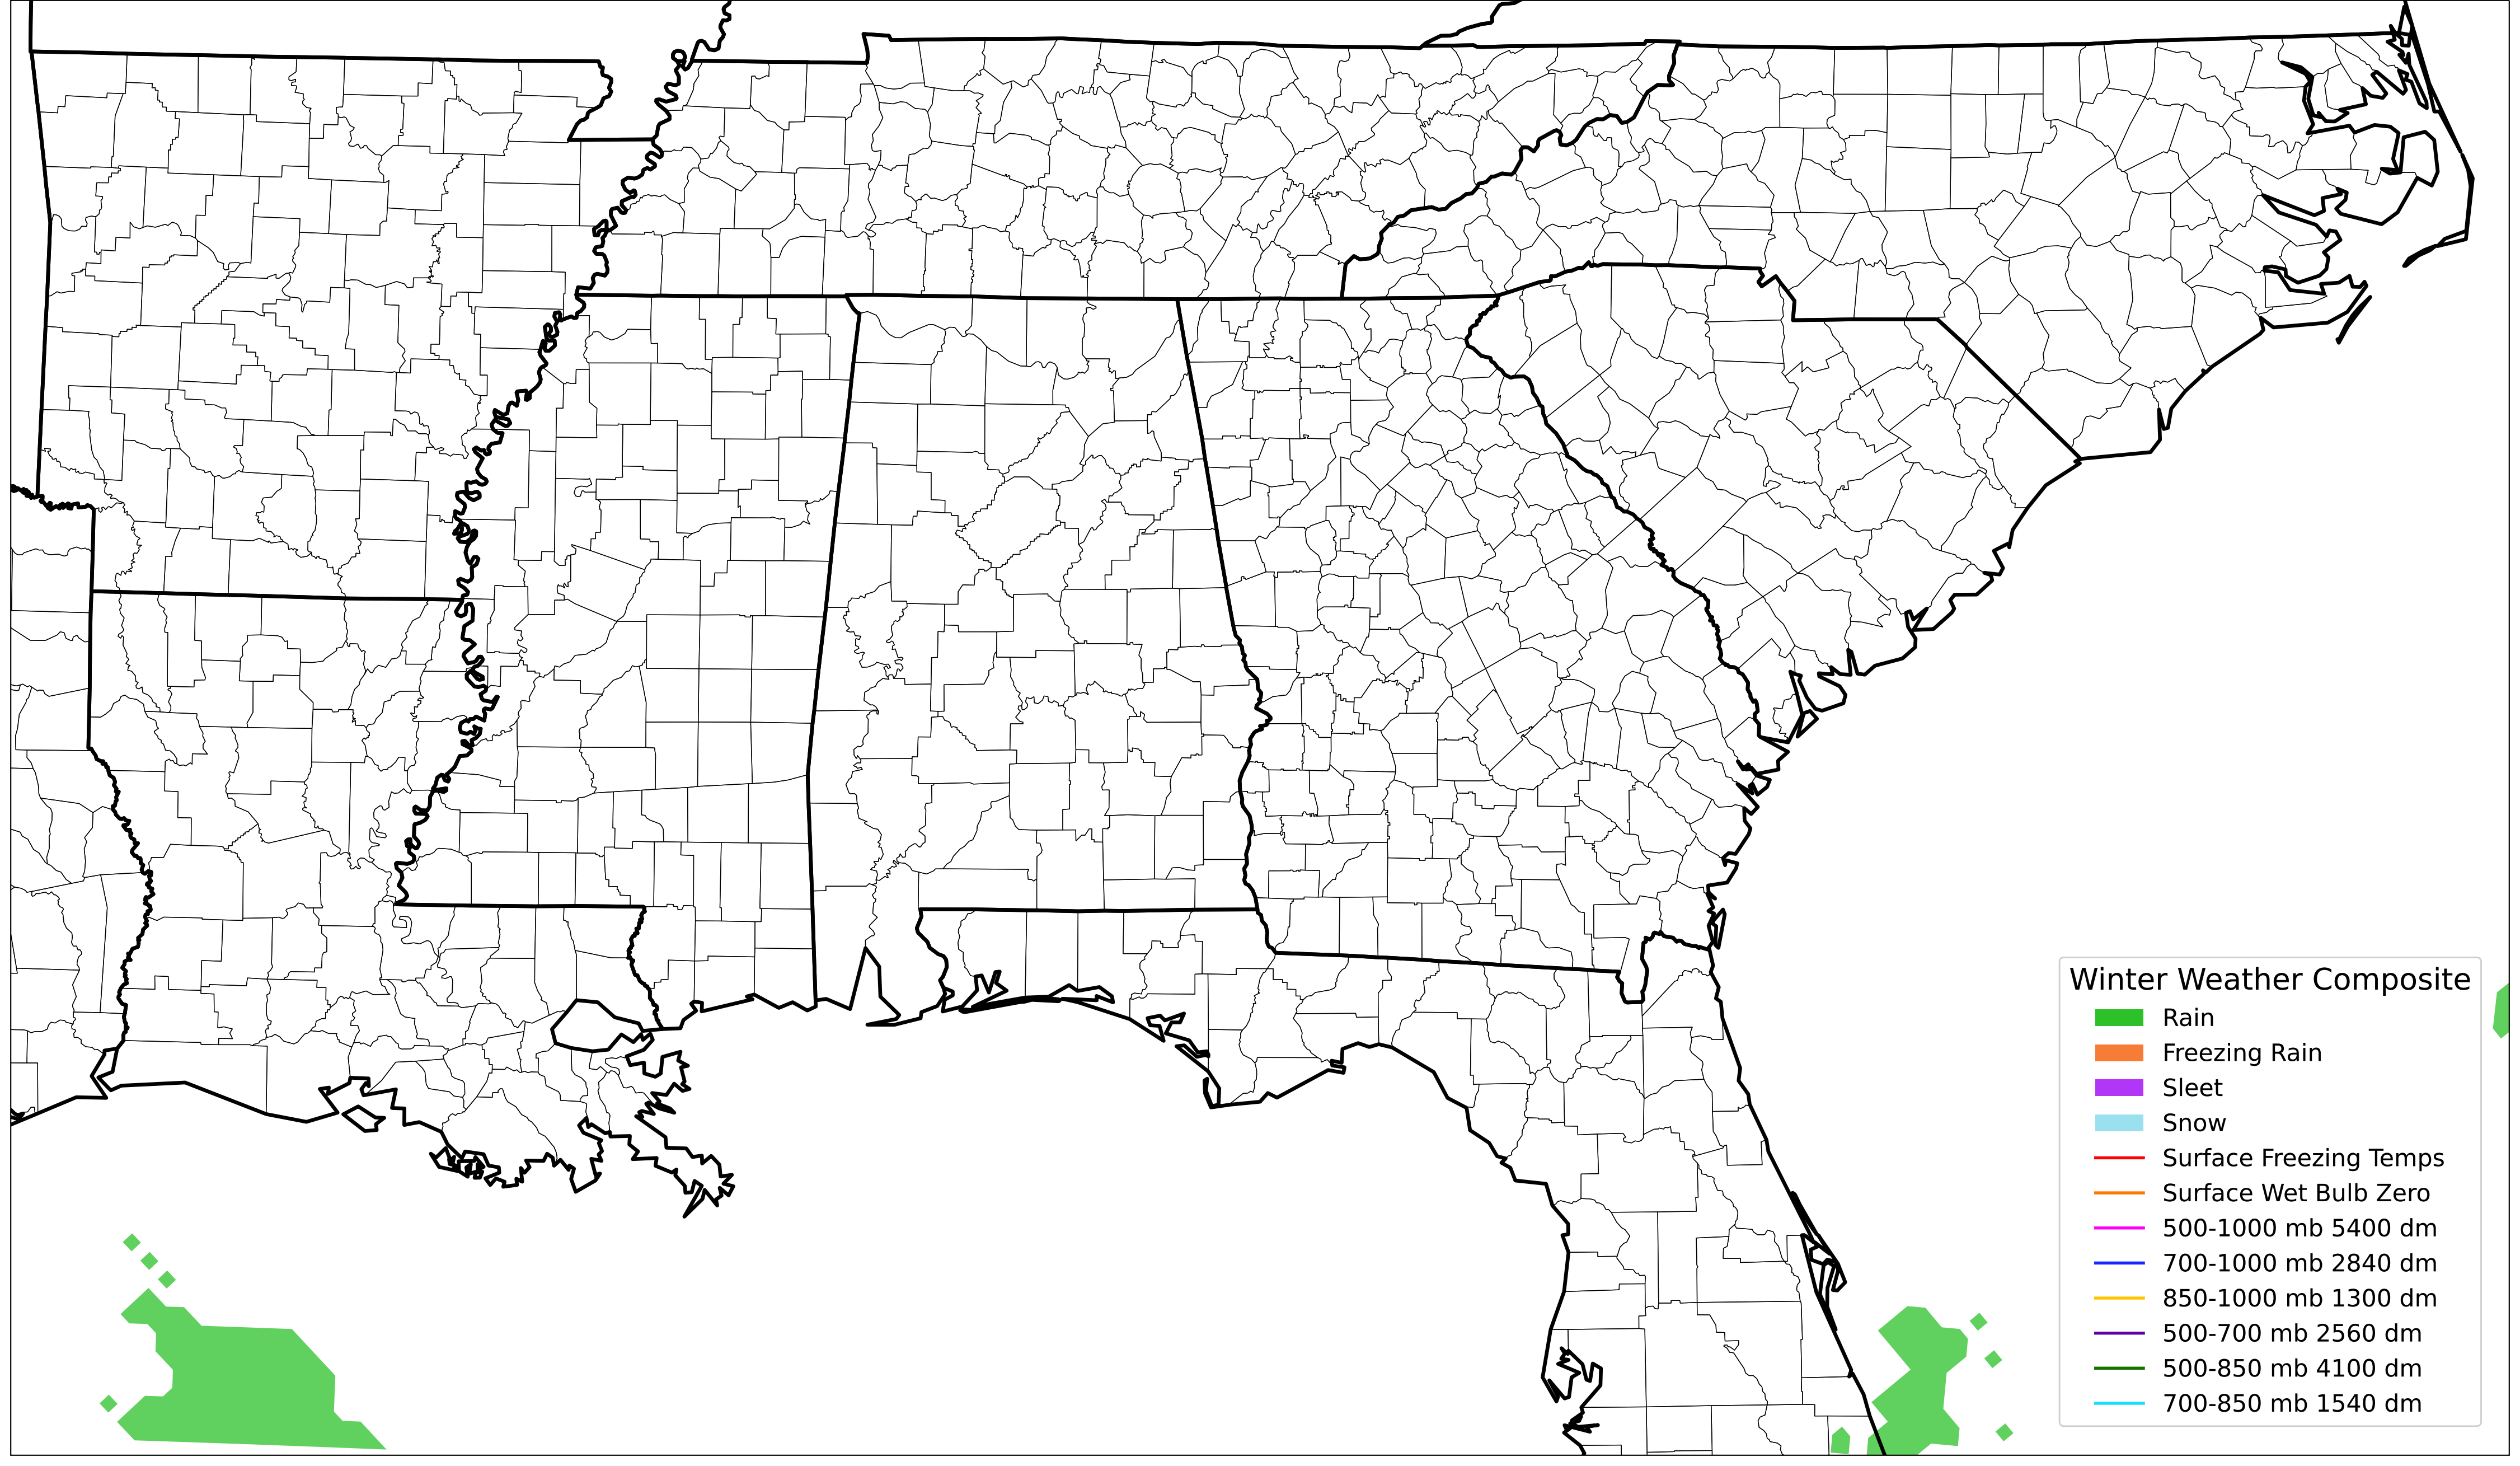 Winter Weather Composite
Rain
Freezing Rain
Sleet
Snow
Surface Freezing Temps
Surface Wet Bulb Zero
500-1000 mb 5400 dm
700-1000 mb 2840 dm
850-1000 mb 1300 dm
500-700 mb 2560 dm
500-850 mb 4100 dm
700-850 mb 1540 dm